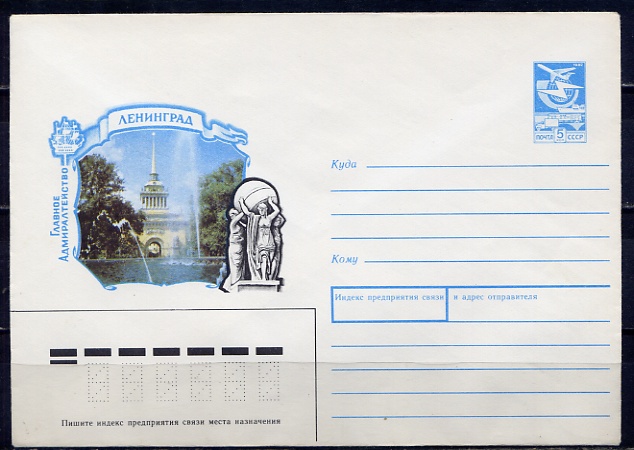 ЛЕНИНГРАД
ГЛАВНОЕ
АДМИРАЛТЕЙСТВО
ПОЧТА 5 СССР
Куда
Кому
Индекс предприятия связи и адрес отправителя
Пишите индекс предприятия связи места назначения